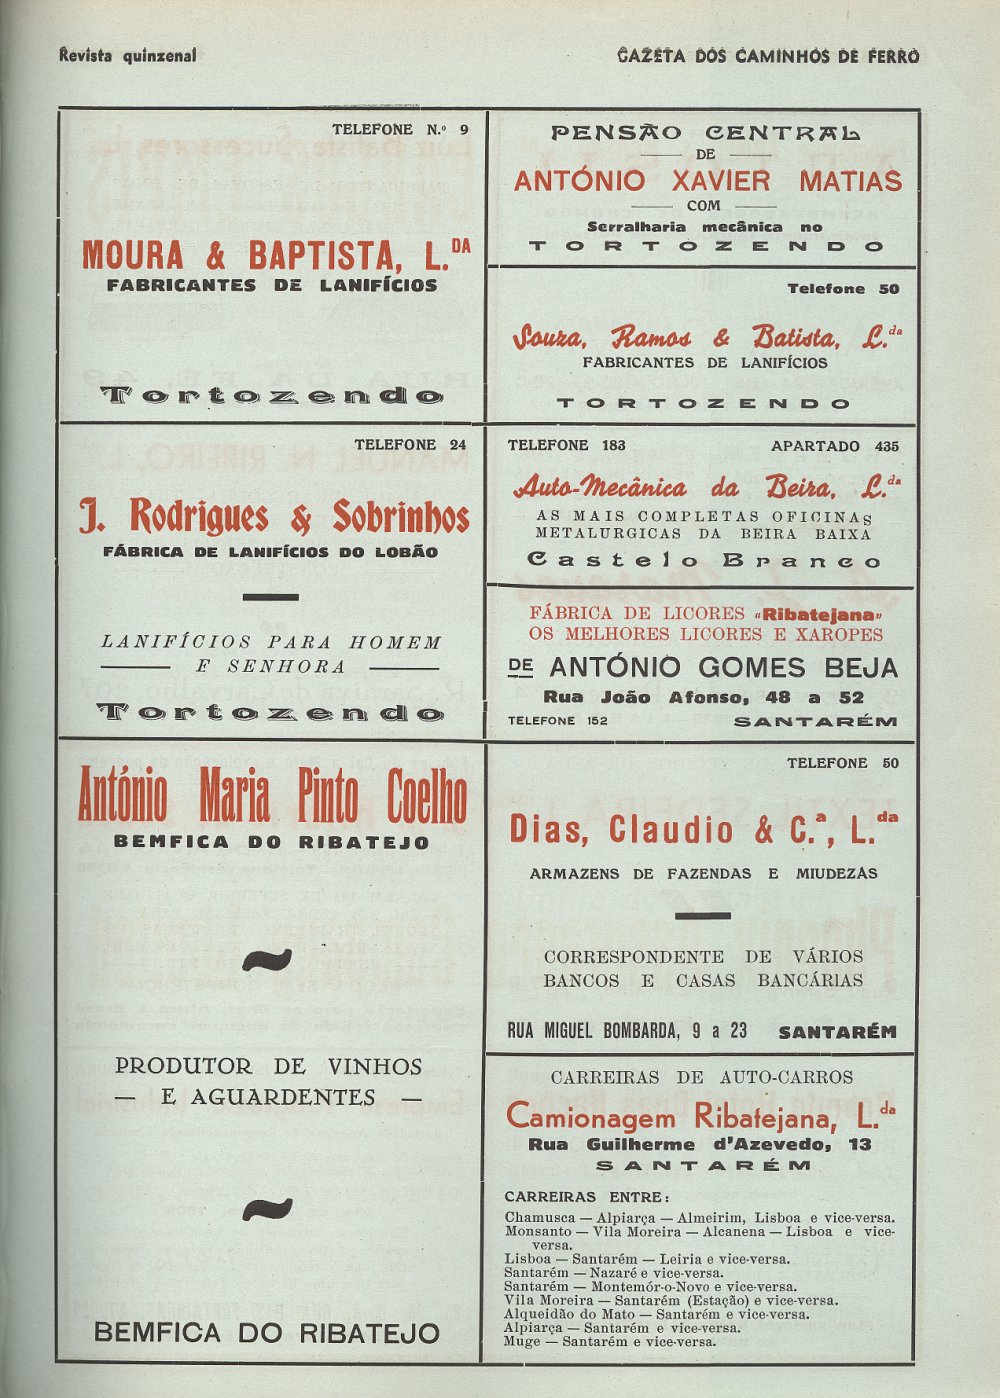 Revista quinzenal
GAZETA DOS CAMINHOS DE FERRO
TELEFONE N.º 9
MOURA & BAPTISTA, L.DA
FABRICANTES DE LANIFÍCIOS
Tortozendo
PENSÃO CENTRAL
— DE —
ANTÓNIO XAVIER MATIAS
— COM —
Serralharia mecânica no
TORTOZENDO
Telefone 50
Souza, Ramos & Batista, L.da
FABRICANTES DE LANIFÍCIOS
TORTOZENDO
TELEFONE 24
J. Rodrigues & Sobrinhos
FÁBRICA DE LANIFÍCIOS DO LOBÃO
LANIFÍCIOS PARA HOMEM
— E SENHORA —
Tortozendo
TELEFONE 183 APARTADO 435
Auto-Mecânica da Beira, L.da
AS MAIS COMPLETAS OFICINAS
METALURGICAS DA BEIRA BAIXA
Castelo Branco
FÁBRICA DE LICORES «Ribatejana»
OS MELHORES LICORES E XAROPES
DE ANTÓNIO GOMES BEJA
Rua João Afonso, 48 a 52
TELEFONE 152 SANTARÉM
António Maria Pinto Coelho
BEMFICA DO RIBATEJO
PRODUTOR DE VINHOS
— E AGUARDENTES —
BEMFICA DO RIBATEJO
TELEFONE 50
Dias, Claudio & C.ª, L.da
ARMAZENS DE FAZENDAS E MIUDEZAS
CORRESPONDENTE DE VÁRIOS
BANCOS E CASAS BANCÁRIAS
RUA MIGUEL BOMBARDA, 9 a 23 SANTARÉM
CARREIRAS DE AUTO-CARROS
Camionagem Ribatejana, L.da
Rua Guilherme d'Azevedo, 13
SANTARÉM
CARREIRAS ENTRE:
Chamusca — Alpiarça — Almeirim, Lisboa e vice-versa.
Monsanto — Vila Moreira — Alcanena — Lisboa e vice-
versa.
Lisboa — Santarém — Leiria e vice-versa.
Santarém — Nazaré e vice-versa.
Santarém — Montemór-o-Novo e vice-versa.
Vila Moreira — Santarém (Estação) e vice-versa.
Alqueidão do Mato — Santarém e vice-versa.
Alpiarça — Santarém e vice-versa.
Muge — Santarém e vice-versa.